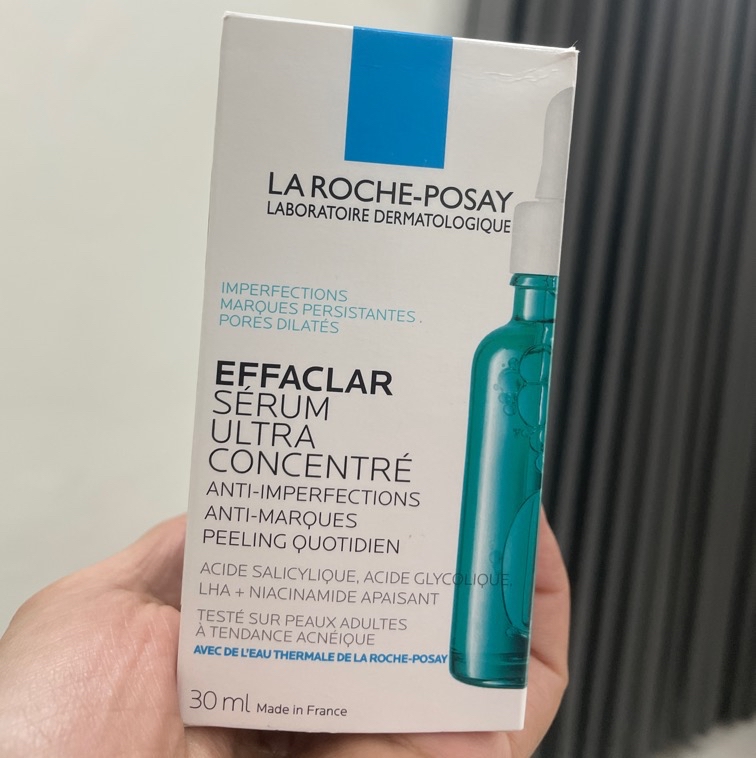 LA ROCHE-POSAY
LABORATOIRE DERMATOLOGIQUE
IMPERFECTIONS
MARQUES PERSISTANTES.
PORES DILATÉS
EFFACLAR
SÉRUM
ULTRA
CONCENTRÉ
ANTI-IMPERFECTIONS
ANTI-MARQUES
PEELING QUOTIDIEN
ACIDE SALICYLIQUE, ACIDE GLYCOLIQUE,
LHA + NIACINAMIDE APAISANT
TESTÉ SUR PEAUX ADULTES
À TENDANCE ACNÉIQUE
AVEC DE L'EAU THERMALE DE LA ROCHE-POSAY
30 ml Made in France